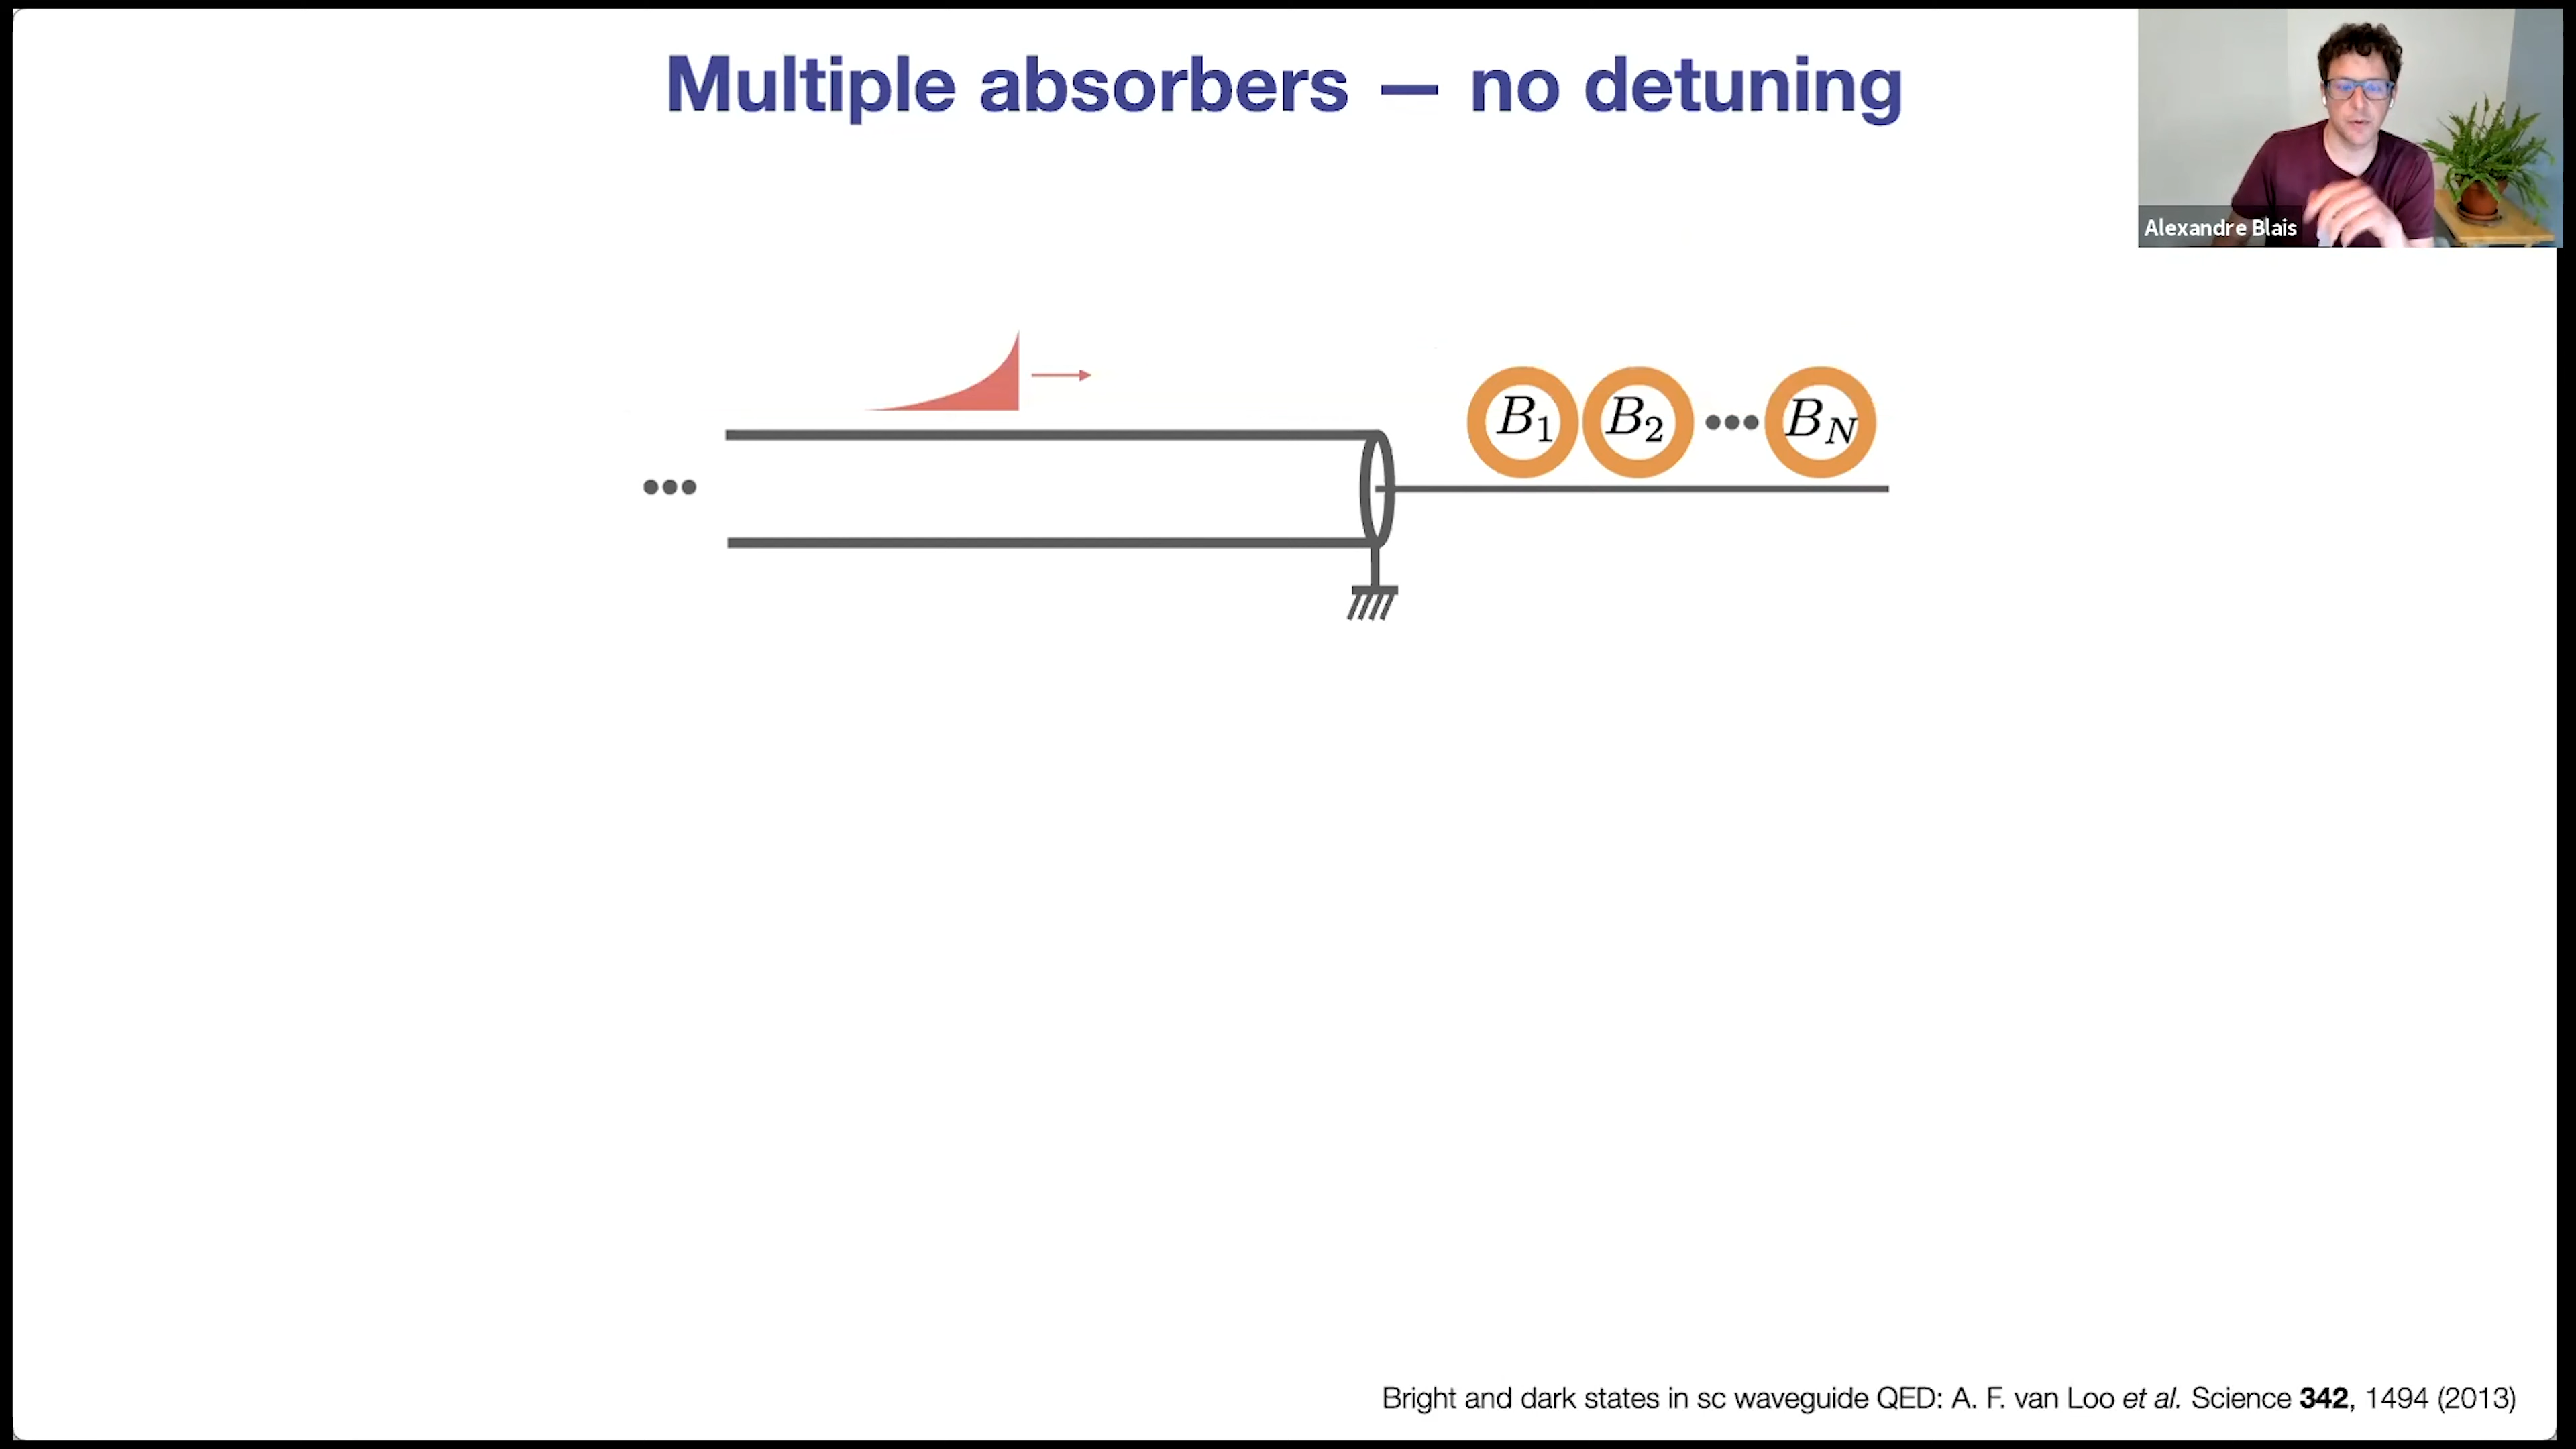 Multiple absorbers — no detuning
Alexandre Blais
B₁ B₂ ••• B_N
•••
Bright and dark states in sc waveguide QED: A. F. van Loo et al. Science 342, 1494 (2013)